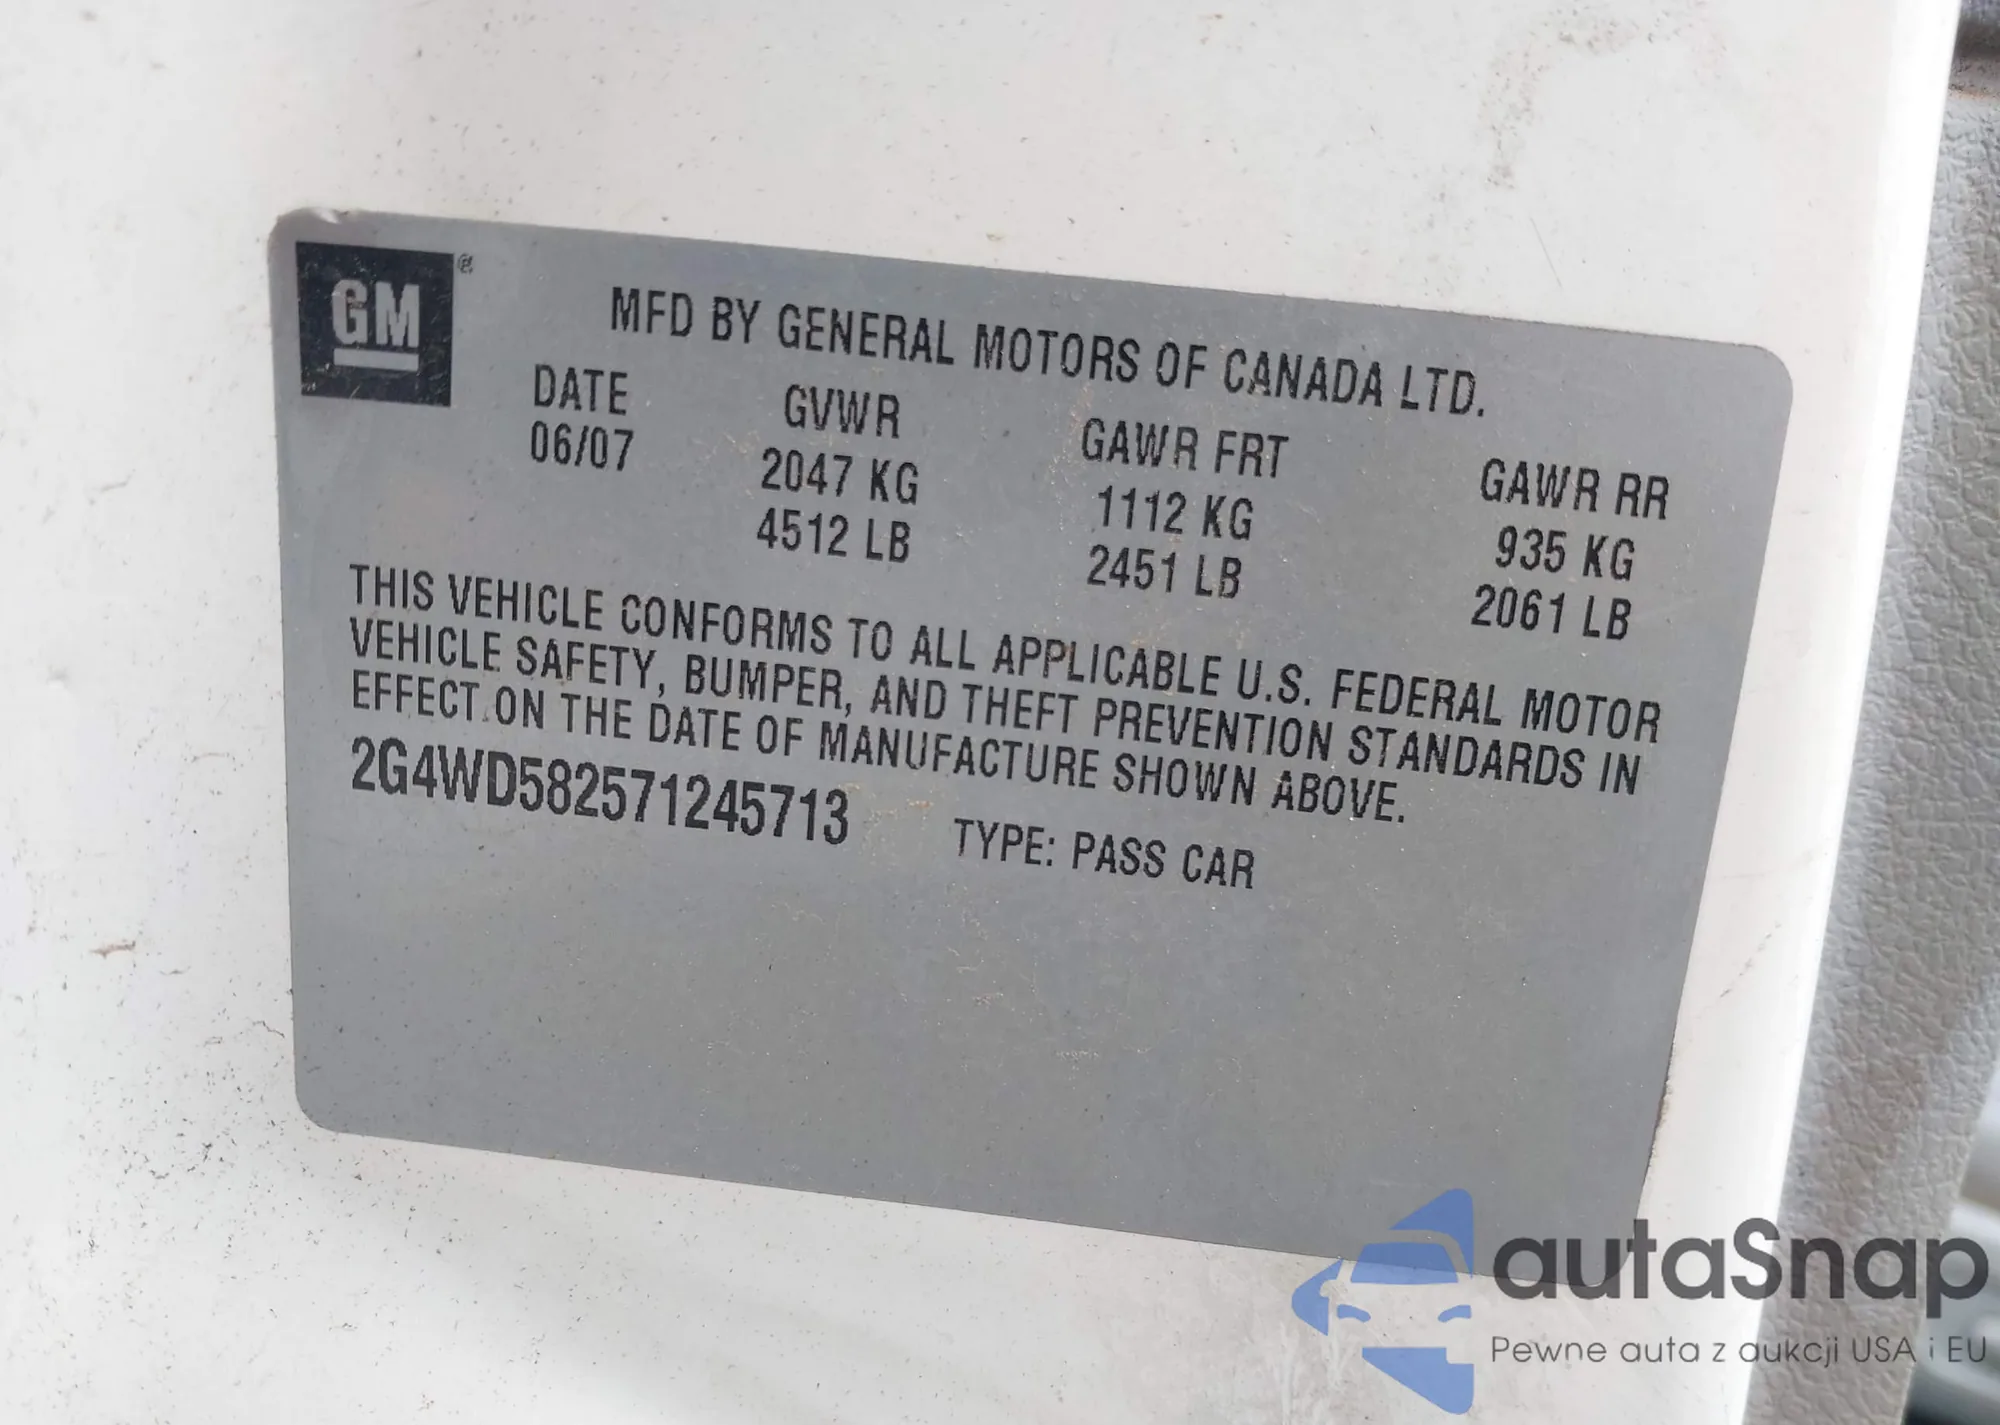 GM®
MFD BY GENERAL MOTORS OF CANADA LTD.
DATE GVWR GAWR FRT GAWR RR
06/07 2047 KG 1112 KG 935 KG
4512 LB 2451 LB 2061 LB
THIS VEHICLE CONFORMS TO ALL APPLICABLE U.S. FEDERAL MOTOR
VEHICLE SAFETY, BUMPER, AND THEFT PREVENTION STANDARDS IN
EFFECT ON THE DATE OF MANUFACTURE SHOWN ABOVE.
2G4WD582571245713 TYPE: PASS CAR
autaSnap
Pewne auta z aukcji USA i EU